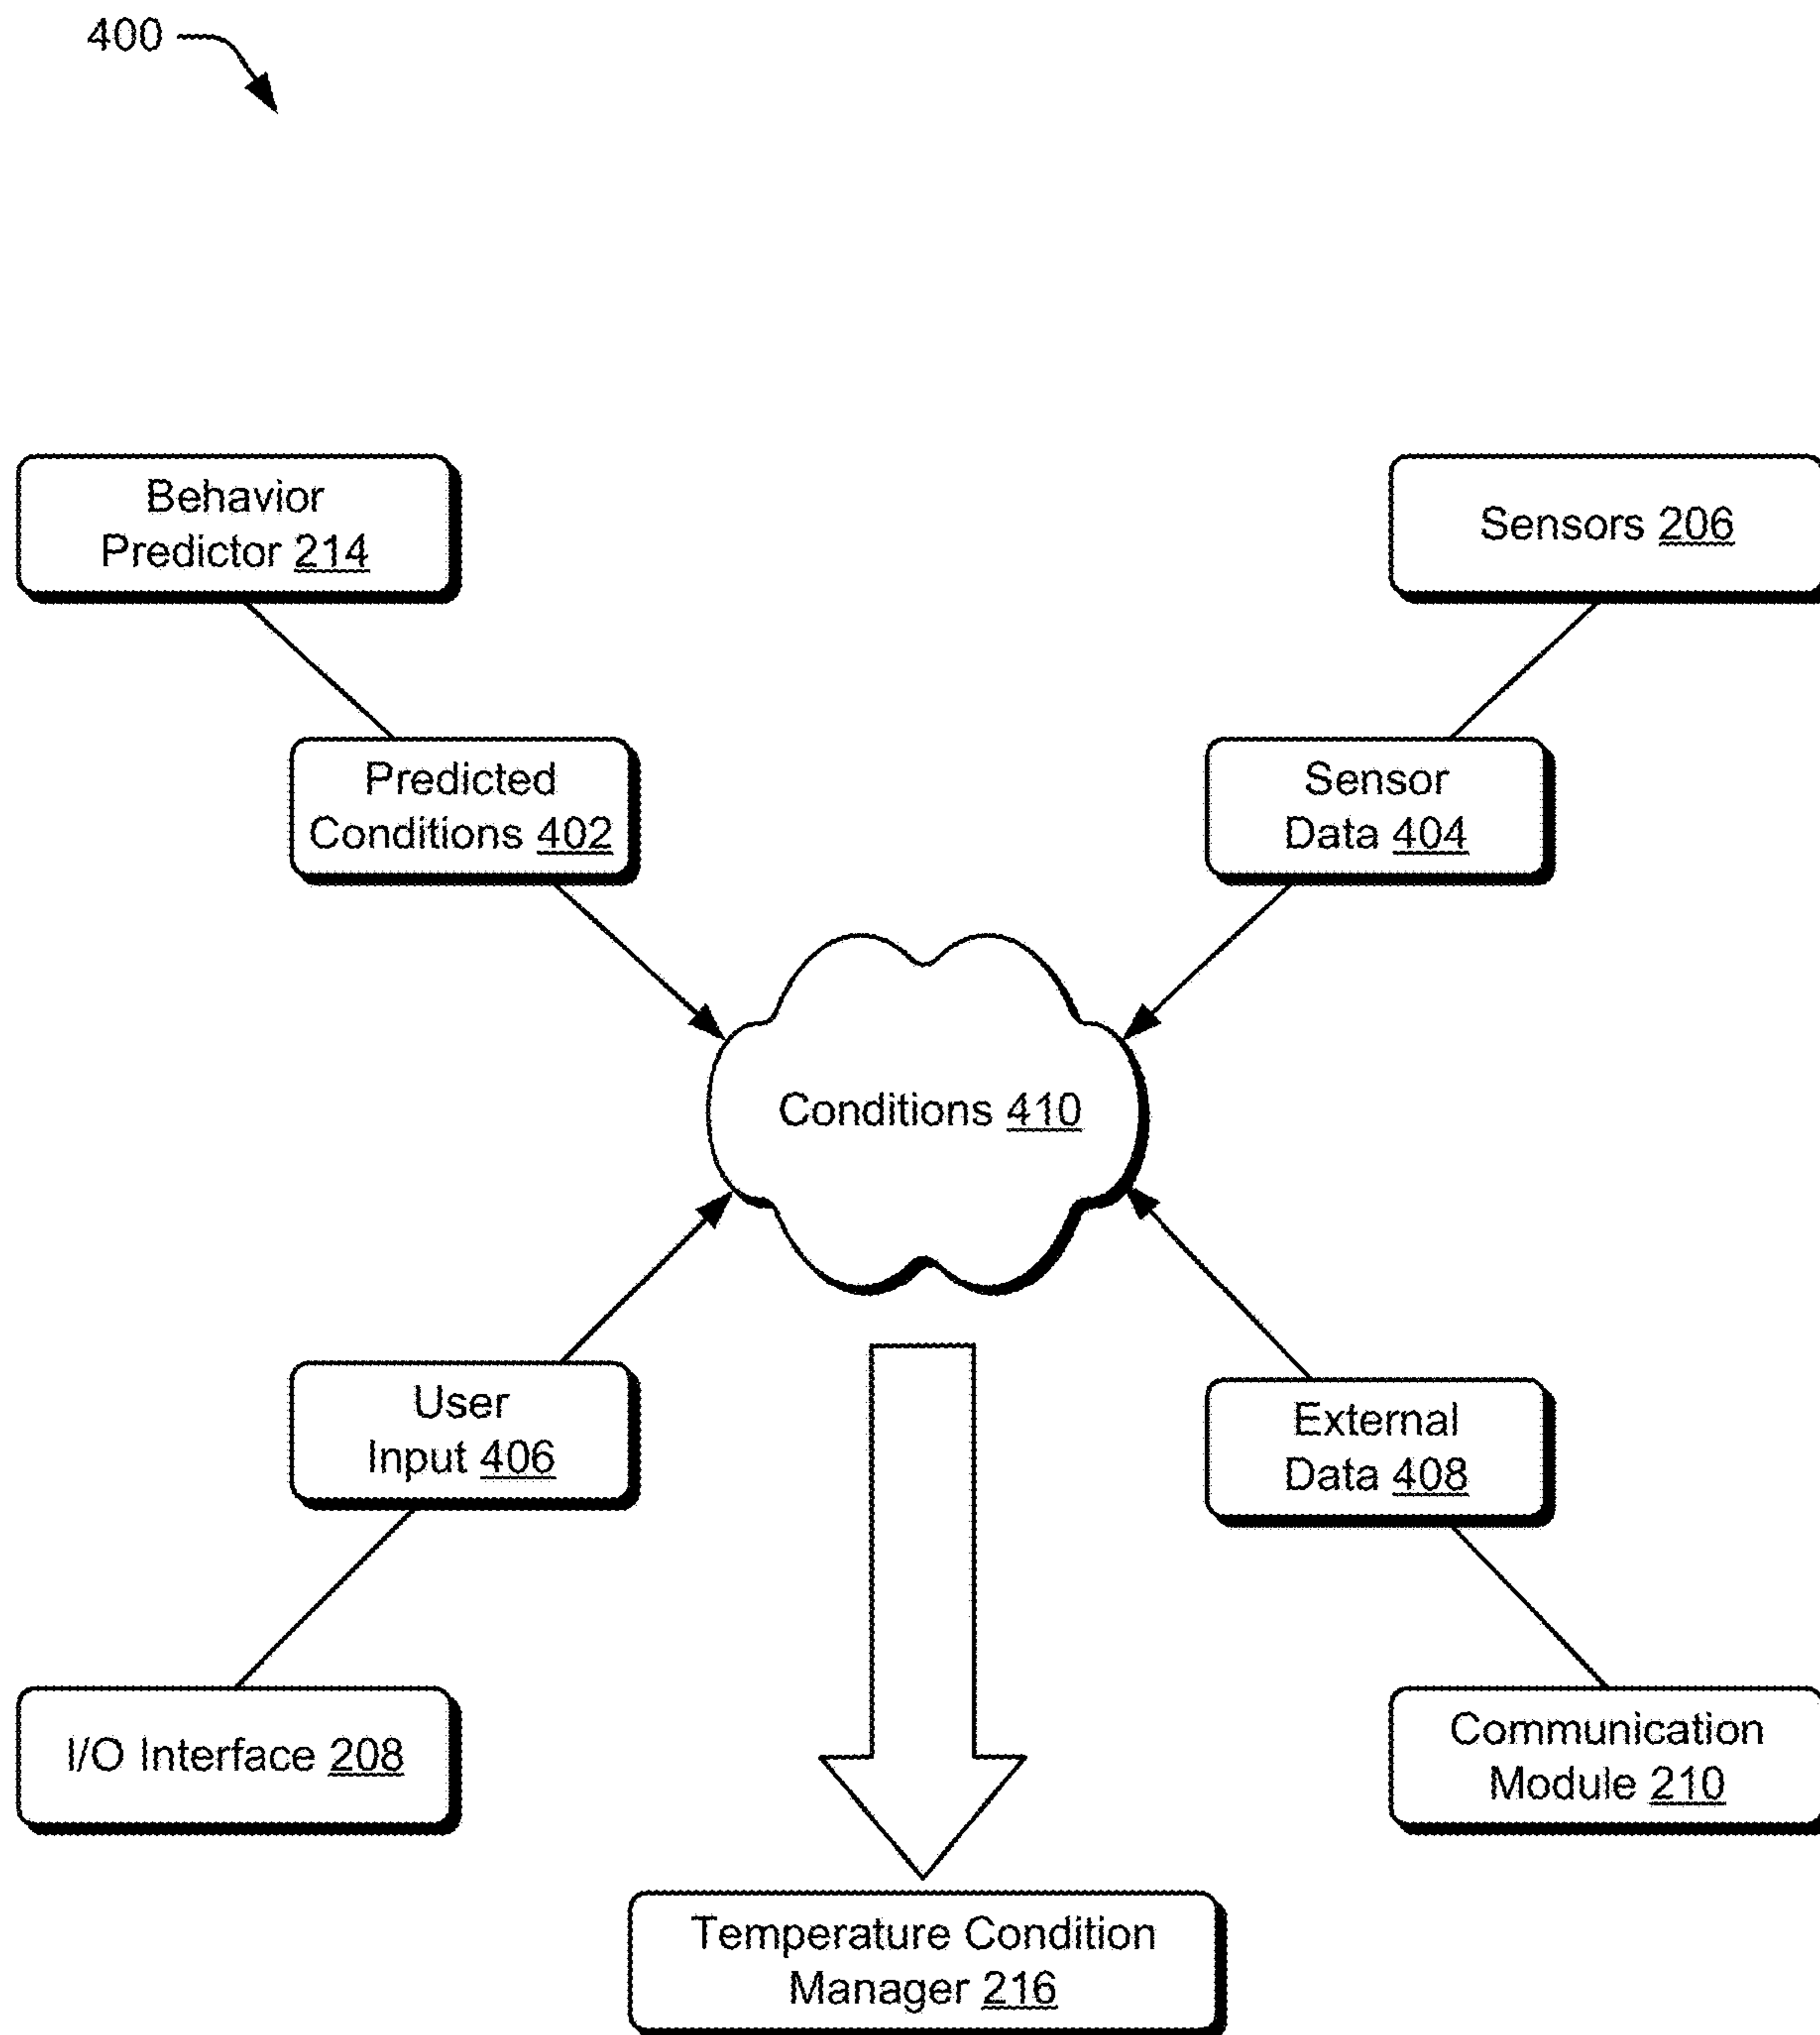 400
Behavior
Predictor 214
Sensors 206
Predicted
Conditions 402
Sensor
Data 404
Conditions 410
User
Input 406
External
Data 408
I/O Interface 208
Communication
Module 210
Temperature Condition
Manager 216